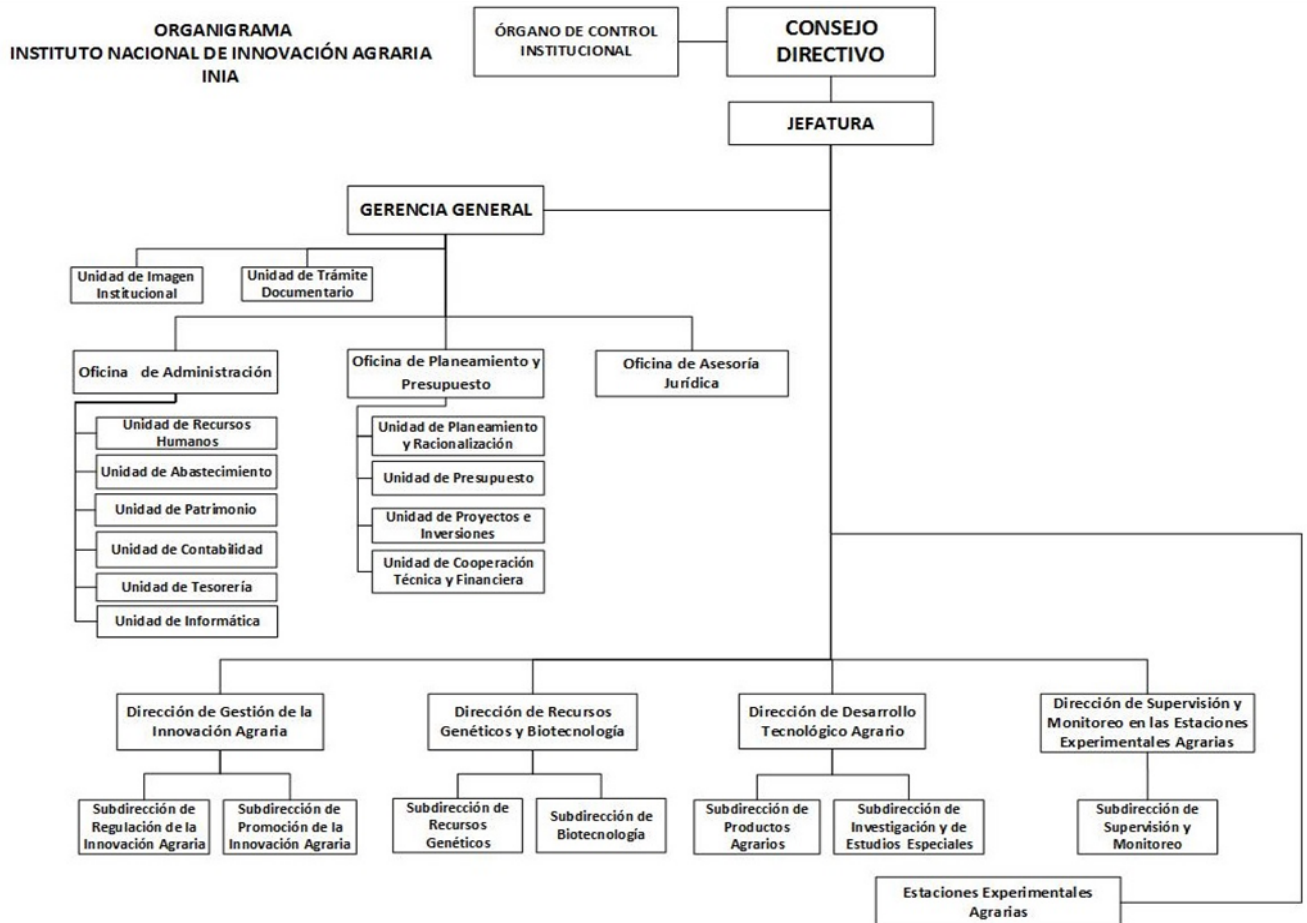 ORGANIGRAMA
INSTITUTO NACIONAL DE INNOVACIÓN AGRARIA
INIA
ÓRGANO DE CONTROL
INSTITUCIONAL
CONSEJO
DIRECTIVO
JEFATURA
GERENCIA GENERAL
Unidad de Imagen
Institucional
Unidad de Trámite
Documentario
Oficina de Administración
Oficina de Planeamiento y
Presupuesto
Oficina de Asesoría
Jurídica
Unidad de Recursos
Humanos
Unidad de Abastecimiento
Unidad de Patrimonio
Unidad de Contabilidad
Unidad de Tesorería
Unidad de Informática
Unidad de Planeamiento
y Racionalización
Unidad de Presupuesto
Unidad de Proyectos e
Inversiones
Unidad de Cooperación
Técnica y Financiera
Dirección de Gestión de la
Innovación Agraria
Dirección de Recursos
Genéticos y Biotecnología
Dirección de Desarrollo
Tecnológico Agrario
Dirección de Supervisión y
Monitoreo en las Estaciones
Experimentales Agrarias
Subdirección de
Regulación de la
Innovación Agraria
Subdirección de
Promoción de la
Innovación Agraria
Subdirección de
Recursos
Genéticos
Subdirección de
Biotecnología
Subdirección de
Productos
Agrarios
Subdirección de
Investigación y de
Estudios Especiales
Subdirección de
Supervisión y
Monitoreo
Estaciones Experimentales
Agrarias